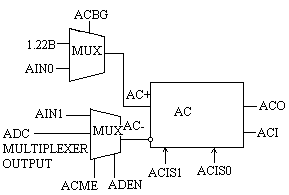 ACBG
1.22B
MUX
AIN0
AC+
AIN1
AC
ACO
ADC
MUX
AC-
ACI
MULTIPLEXER
OUTPUT
ACIS1
ACIS0
ACME
ADEN